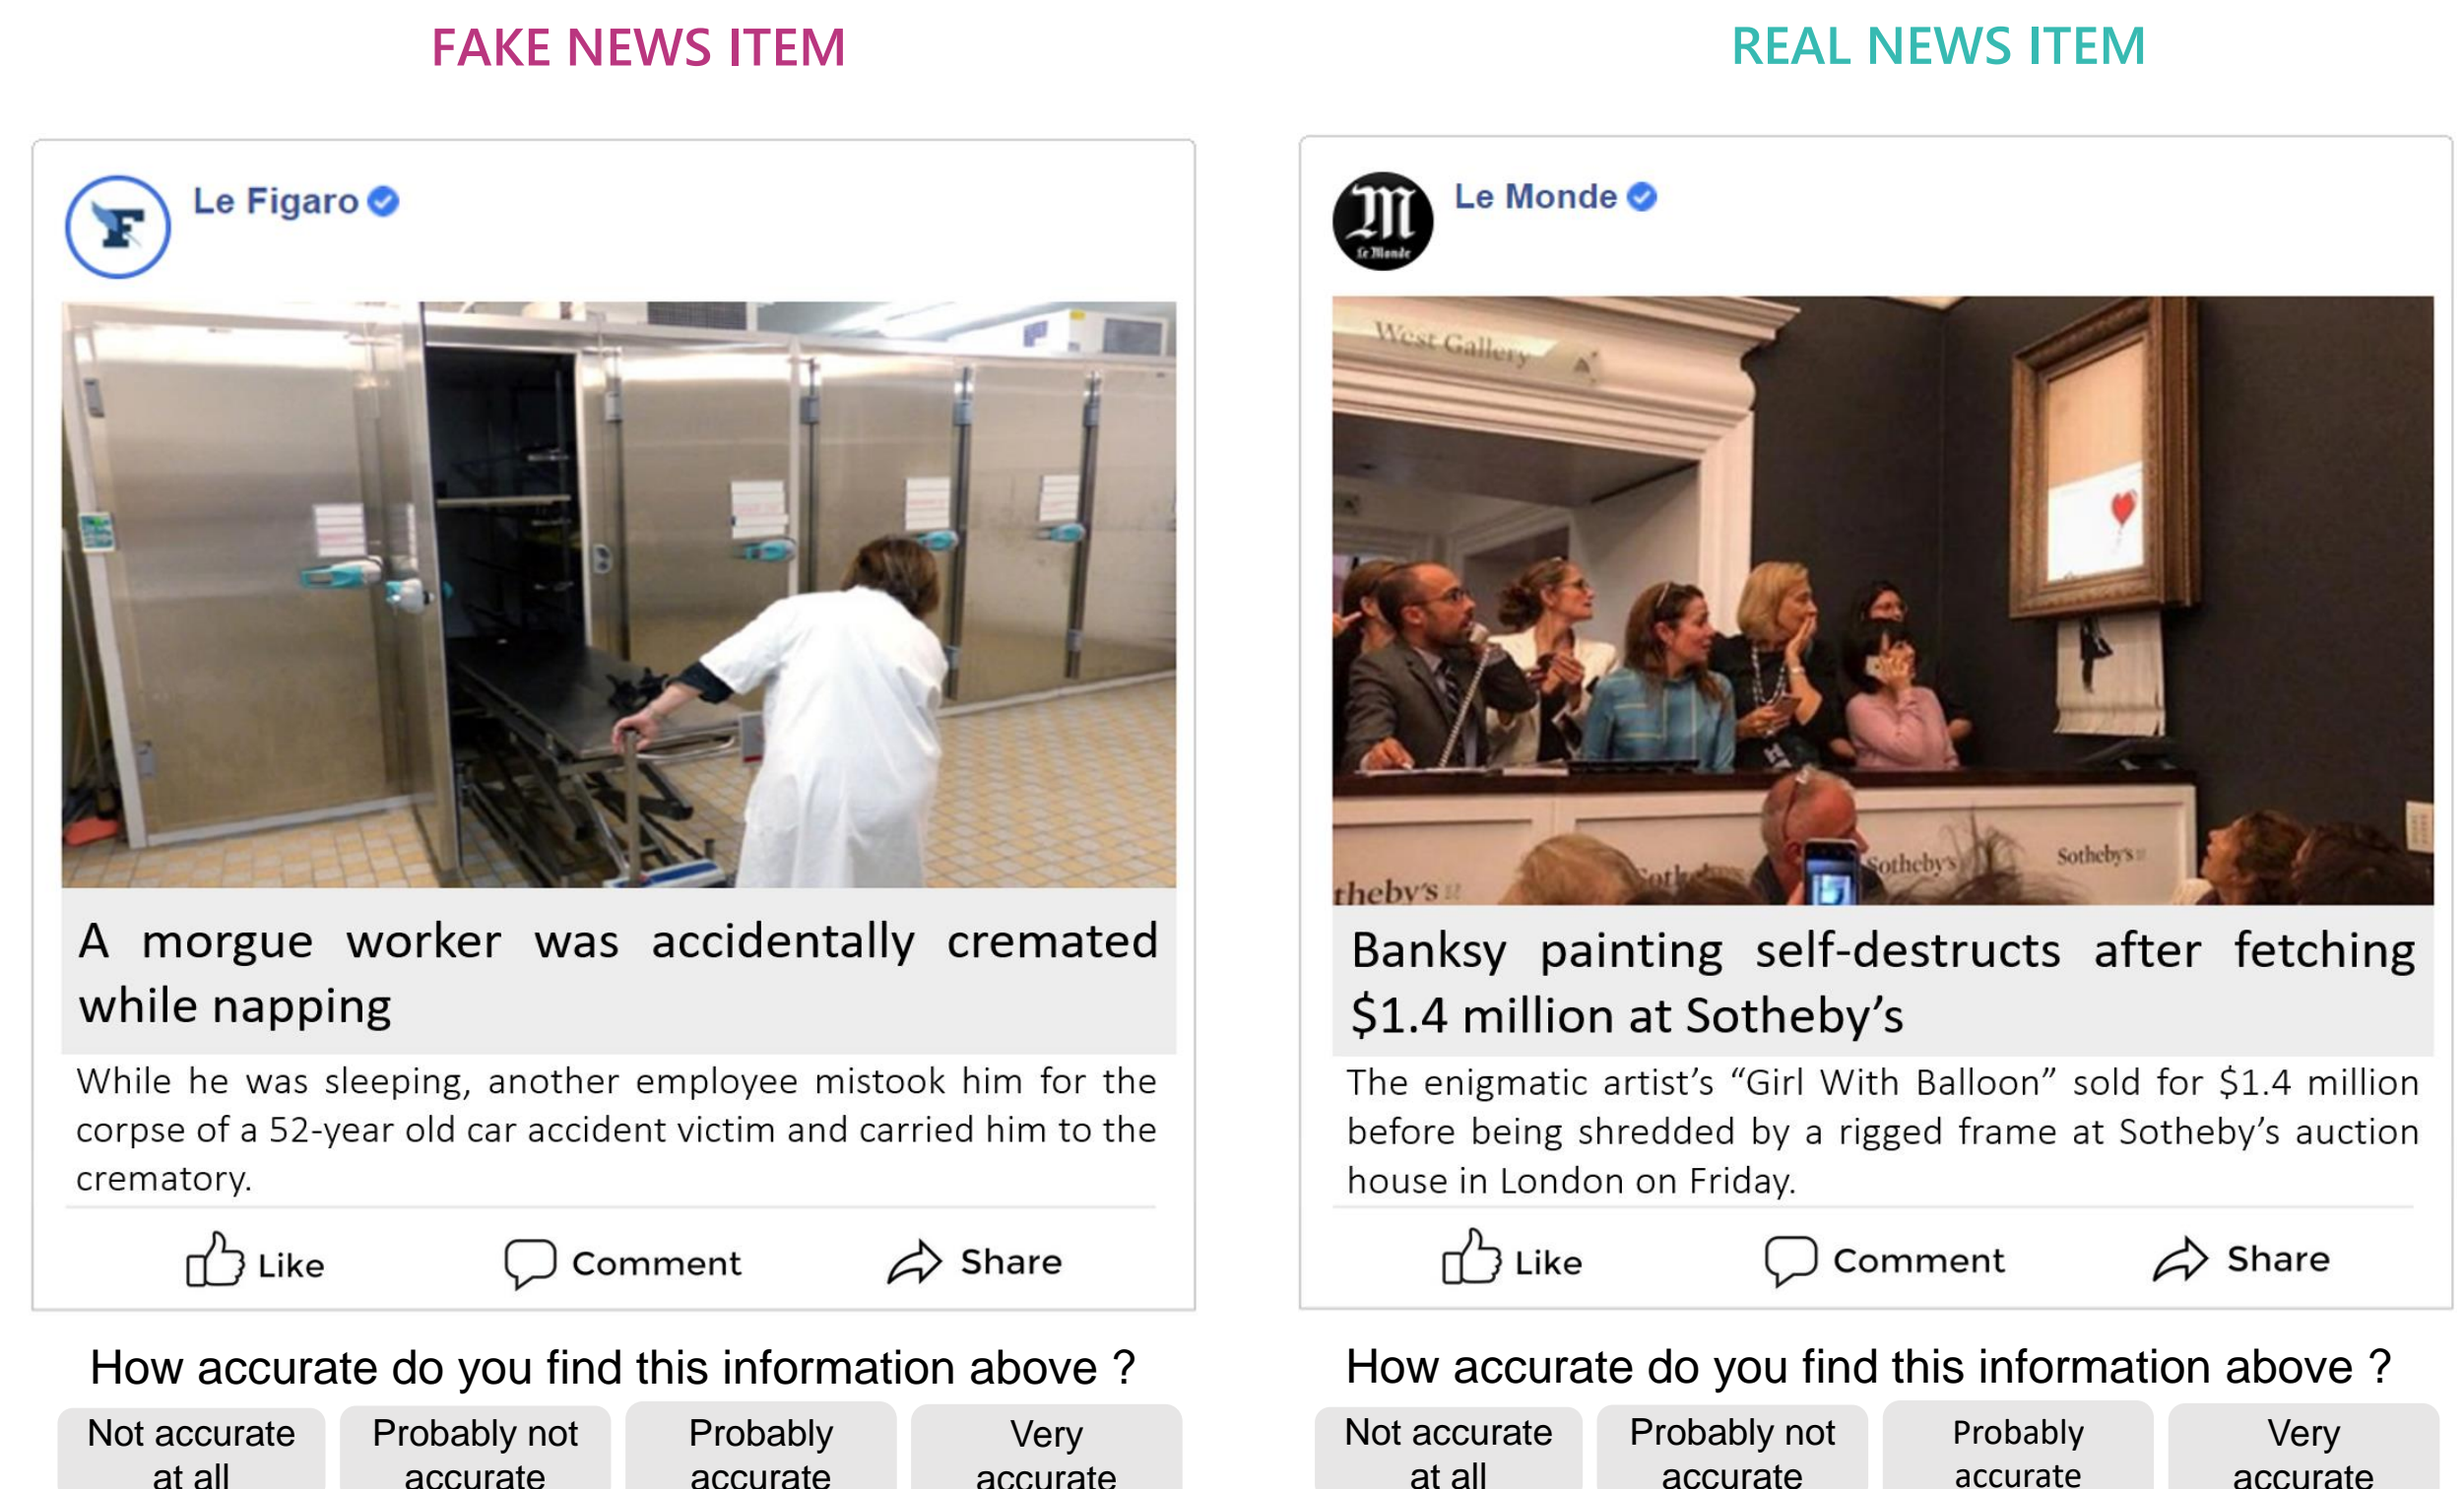 FAKE NEWS ITEM
Le Figaro
A morgue worker was accidentally cremated
while napping
While he was sleeping, another employee mistook him for the
corpse of a 52-year old car accident victim and carried him to the
crematory.
Like
Comment
Share
How accurate do you find this information above ?
Not accurate
at all
Probably not
accurate
Probably
accurate
Very
accurate
REAL NEWS ITEM
Le Monde
Le Monde
West Gallery
theby's
Sotheby's
Sotheby's
Banksy painting self-destructs after fetching
$1.4 million at Sotheby’s
The enigmatic artist’s “Girl With Balloon” sold for $1.4 million
before being shredded by a rigged frame at Sotheby’s auction
house in London on Friday.
Like
Comment
Share
How accurate do you find this information above ?
Not accurate
at all
Probably not
accurate
Probably
accurate
Very
accurate